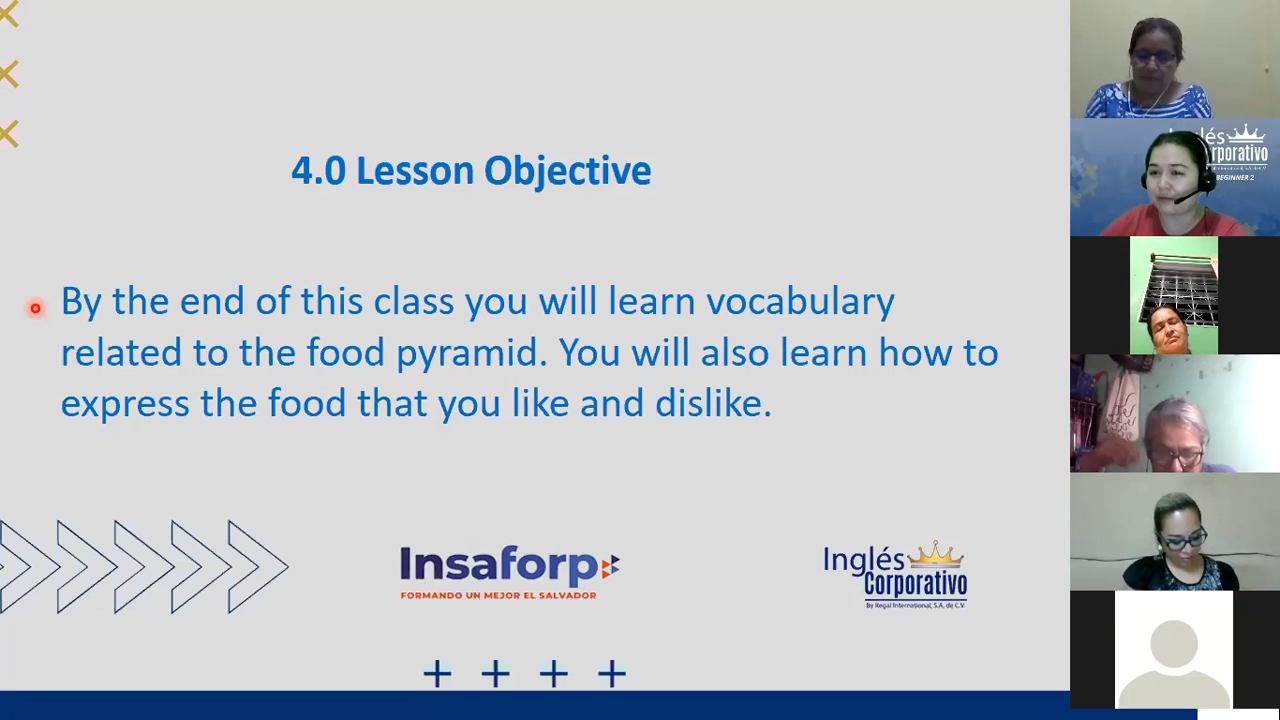 4.0 Lesson Objective
By the end of this class you will learn vocabulary
related to the food pyramid. You will also learn how to
express the food that you like and dislike.
Insaforp
FORMANDO UN MEJOR EL SALVADOR
Inglés
Corporativo
By Regal International, S.A. de C.V.
BEGINNER 2